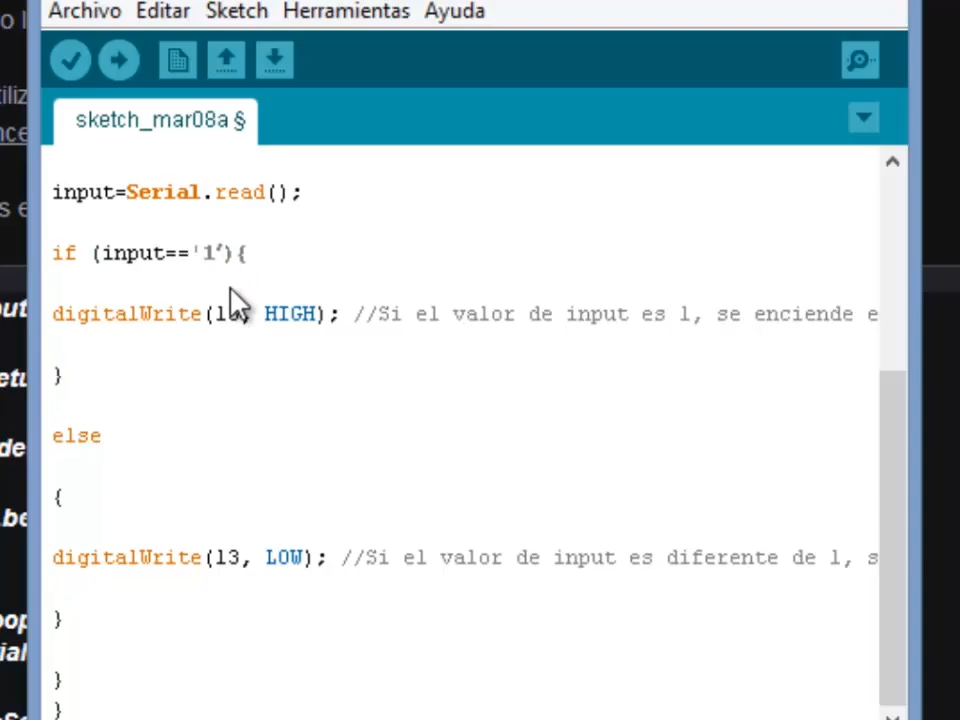 Archivo Editar Sketch Herramientas Ayuda
sketch_mar08a §
input=Serial.read();
if (input=='1‘){
digitalWrite( HIGH); //Si el valor de input es 1, se enciende e
}
else
{
digitalWrite(13, LOW); //Si el valor de input es diferente de 1, s
}
}
}